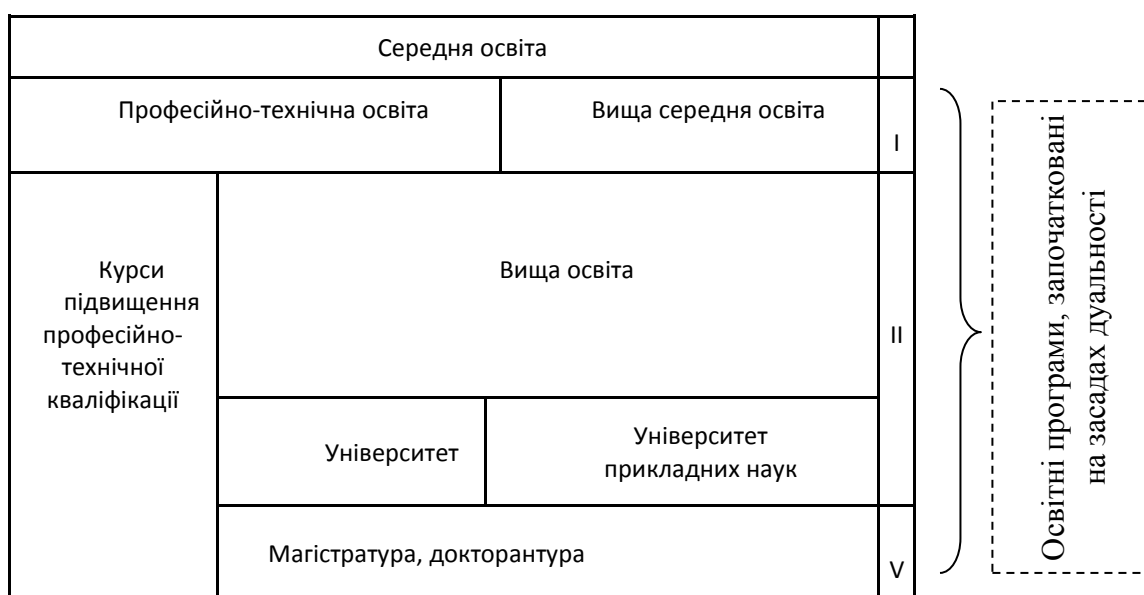 Середня освіта
Професійно-технічна освіта
Вища середня освіта
I
Курси
підвищення
професійно-
технічної
кваліфікації
Вища освіта
II
Університет
Університет
прикладних наук
Магістратура, докторантура
V
Освітні програми, започатковані
на засадах дуальності